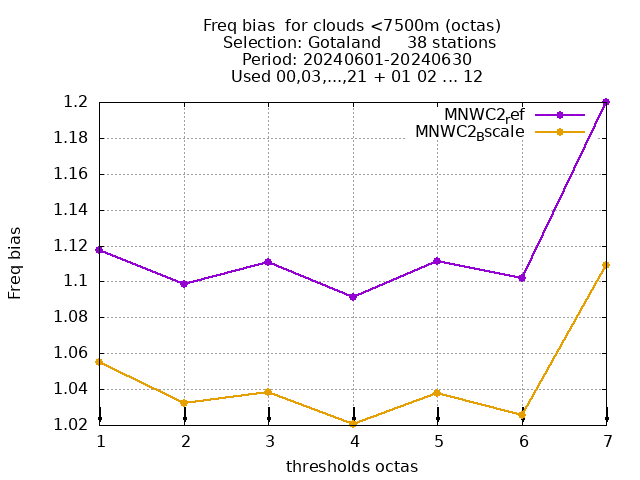 Freq bias  for clouds <7500m (octas)
Selection: Gotaland     38 stations
Period: 20240601-20240630
Used 00,03,...,21 + 01 02 ... 12
MNWC2ref
MNWC2Bscale
1.2
1.18
1.16
1.14
1.12
1.1
1.08
1.06
1.04
1.02
Freq bias
1 2 3 4 5 6 7
thresholds octas